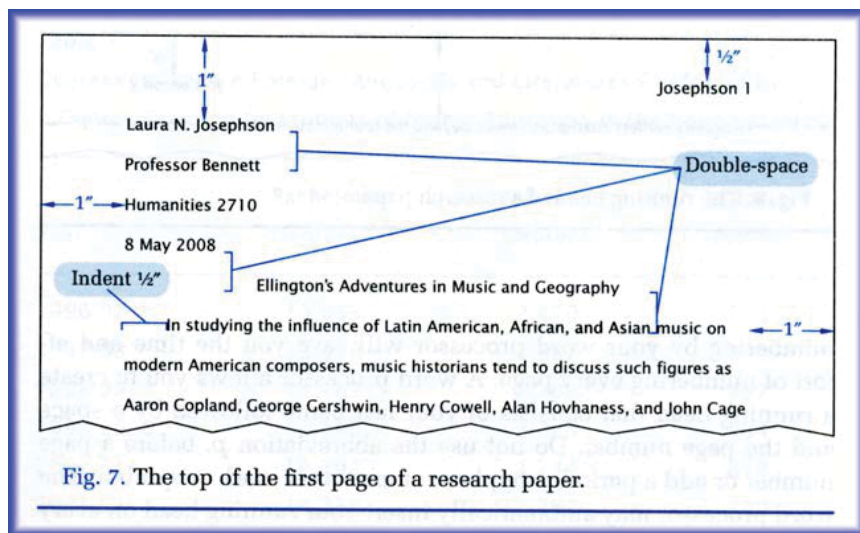 1″
½″
Josephson 1
Laura N. Josephson
Professor Bennett
Double-space
1″
Humanities 2710
8 May 2008
Indent ½″
Ellington's Adventures in Music and Geography
In studying the influence of Latin American, African, and Asian music on
1″
modern American composers, music historians tend to discuss such figures as
Aaron Copland, George Gershwin, Henry Cowell, Alan Hovhaness, and John Cage
Fig. 7. The top of the first page of a research paper.